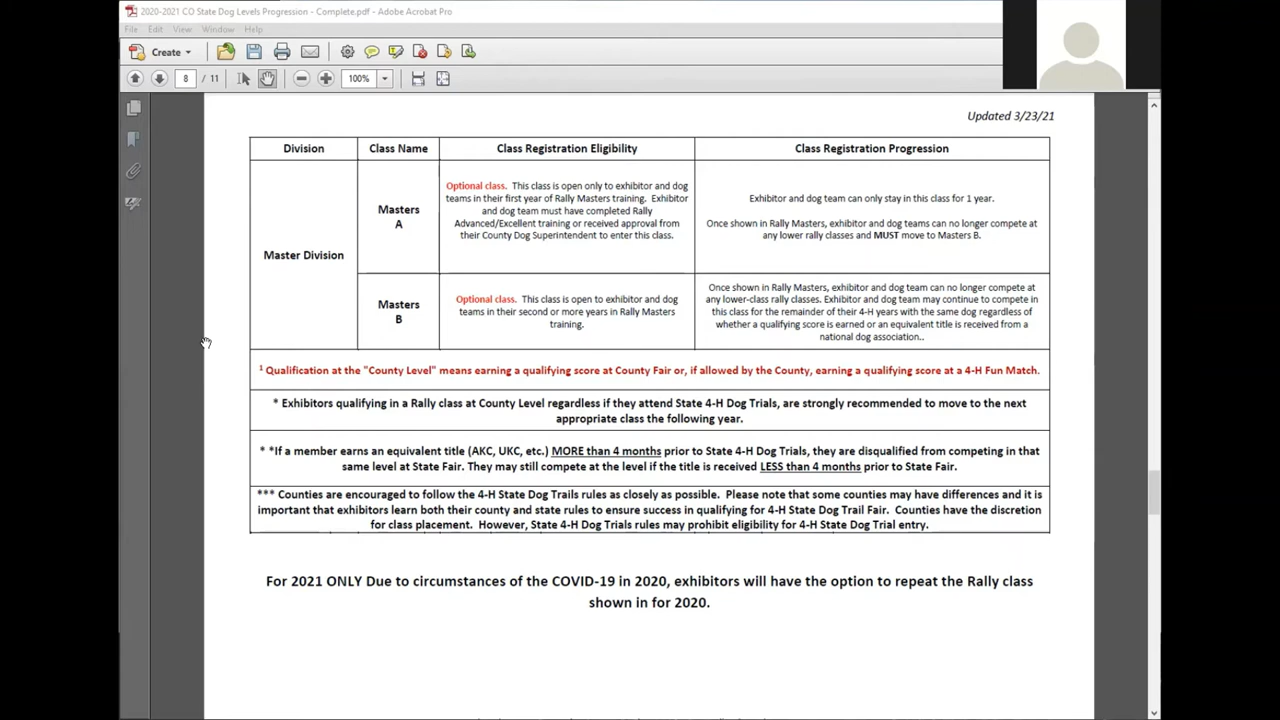 2020-2021 CO State Dog Levels Progression - Complete.pdf - Adobe Acrobat Pro
File Edit View Window Help
Create
8 / 11 100%
Updated 3/23/21
Division Class Name Class Registration Eligibility Class Registration Progression
Master Division
Masters
A
Optional class. This class is open only to exhibitor and dog
teams in their first year of Rally Masters training. Exhibitor
and dog team must have completed Rally
Advanced/Excellent training or received approval from
their County Dog Superintendent to enter this class.
Exhibitor and dog team can only stay in this class for 1 year.
Once shown in Rally Masters, exhibitor and dog teams can no longer compete at
any lower rally classes and MUST move to Masters B.
Masters
B
Optional class. This class is open to exhibitor and dog
teams in their second or more years in Rally Masters
training.
Once shown in Rally Masters, exhibitor and dog team can no longer compete at
any lower-class rally classes. Exhibitor and dog team may continue to compete in
this class for the remainder of their 4-H years with the same dog regardless of
whether a qualifying score is earned or an equivalent title is received from a
national dog association..
1 Qualification at the "County Level" means earning a qualifying score at County Fair or, if allowed by the County, earning a qualifying score at a 4-H Fun Match.
* Exhibitors qualifying in a Rally class at County Level regardless if they attend State 4-H Dog Trials, are strongly recommended to move to the next
appropriate class the following year.
* *If a member earns an equivalent title (AKC, UKC, etc.) MORE than 4 months prior to State 4-H Dog Trials, they are disqualified from competing in that
same level at State Fair. They may still compete at the level if the title is received LESS than 4 months prior to State Fair.
*** Counties are encouraged to follow the 4-H State Dog Trails rules as closely as possible. Please note that some counties may have differences and it is
important that exhibitors learn both their county and state rules to ensure success in qualifying for 4-H State Dog Trail Fair. Counties have the discretion
for class placement. However, State 4-H Dog Trials rules may prohibit eligibility for 4-H State Dog Trial entry.
For 2021 ONLY Due to circumstances of the COVID-19 in 2020, exhibitors will have the option to repeat the Rally class
shown in for 2020.